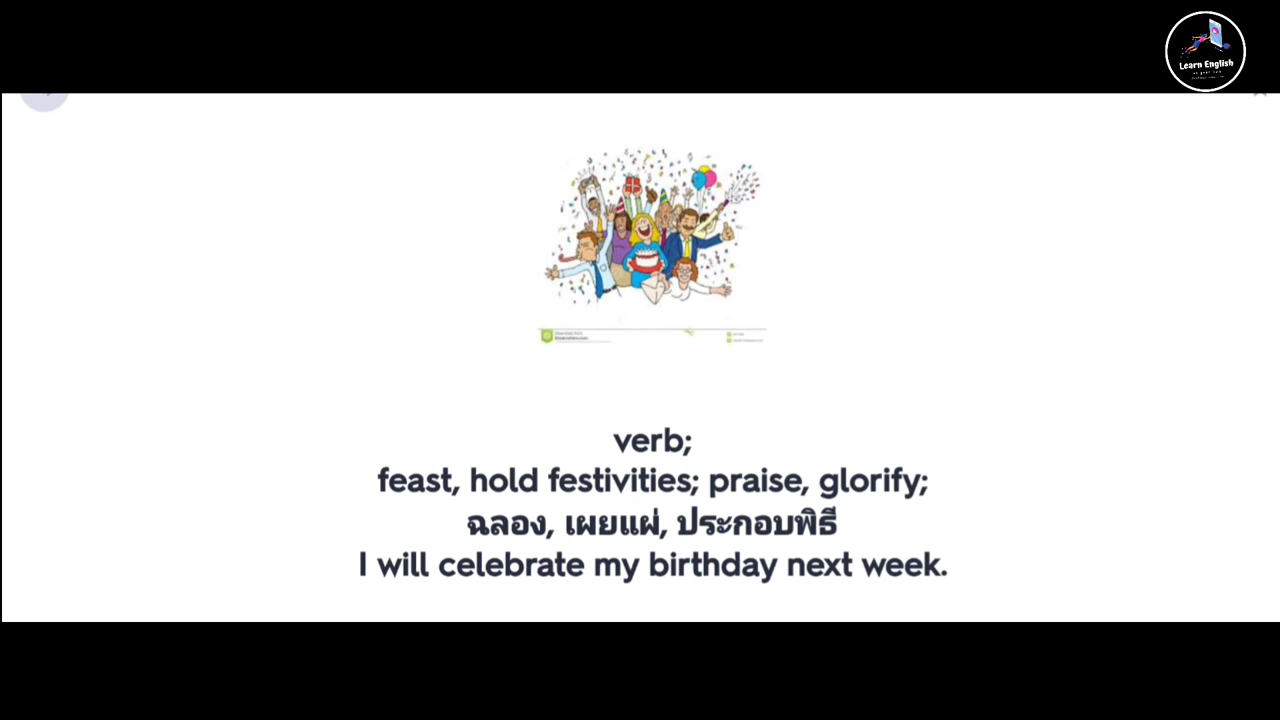 Learn English
verb;
feast, hold festivities; praise, glorify;
ฉลอง, เผยแผ่, ประกอบพิธี
I will celebrate my birthday next week.